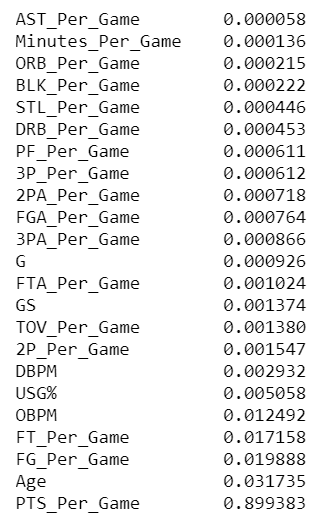 AST_Per_Game 0.000058
Minutes_Per_Game 0.000136
ORB_Per_Game 0.000215
BLK_Per_Game 0.000222
STL_Per_Game 0.000446
DRB_Per_Game 0.000453
PF_Per_Game 0.000611
3P_Per_Game 0.000612
2PA_Per_Game 0.000718
FGA_Per_Game 0.000764
3PA_Per_Game 0.000866
G 0.000926
FTA_Per_Game 0.001024
GS 0.001374
TOV_Per_Game 0.001380
2P_Per_Game 0.001547
DBPM 0.002932
USG% 0.005058
OBPM 0.012492
FT_Per_Game 0.017158
FG_Per_Game 0.019888
Age 0.031735
PTS_Per_Game 0.899383